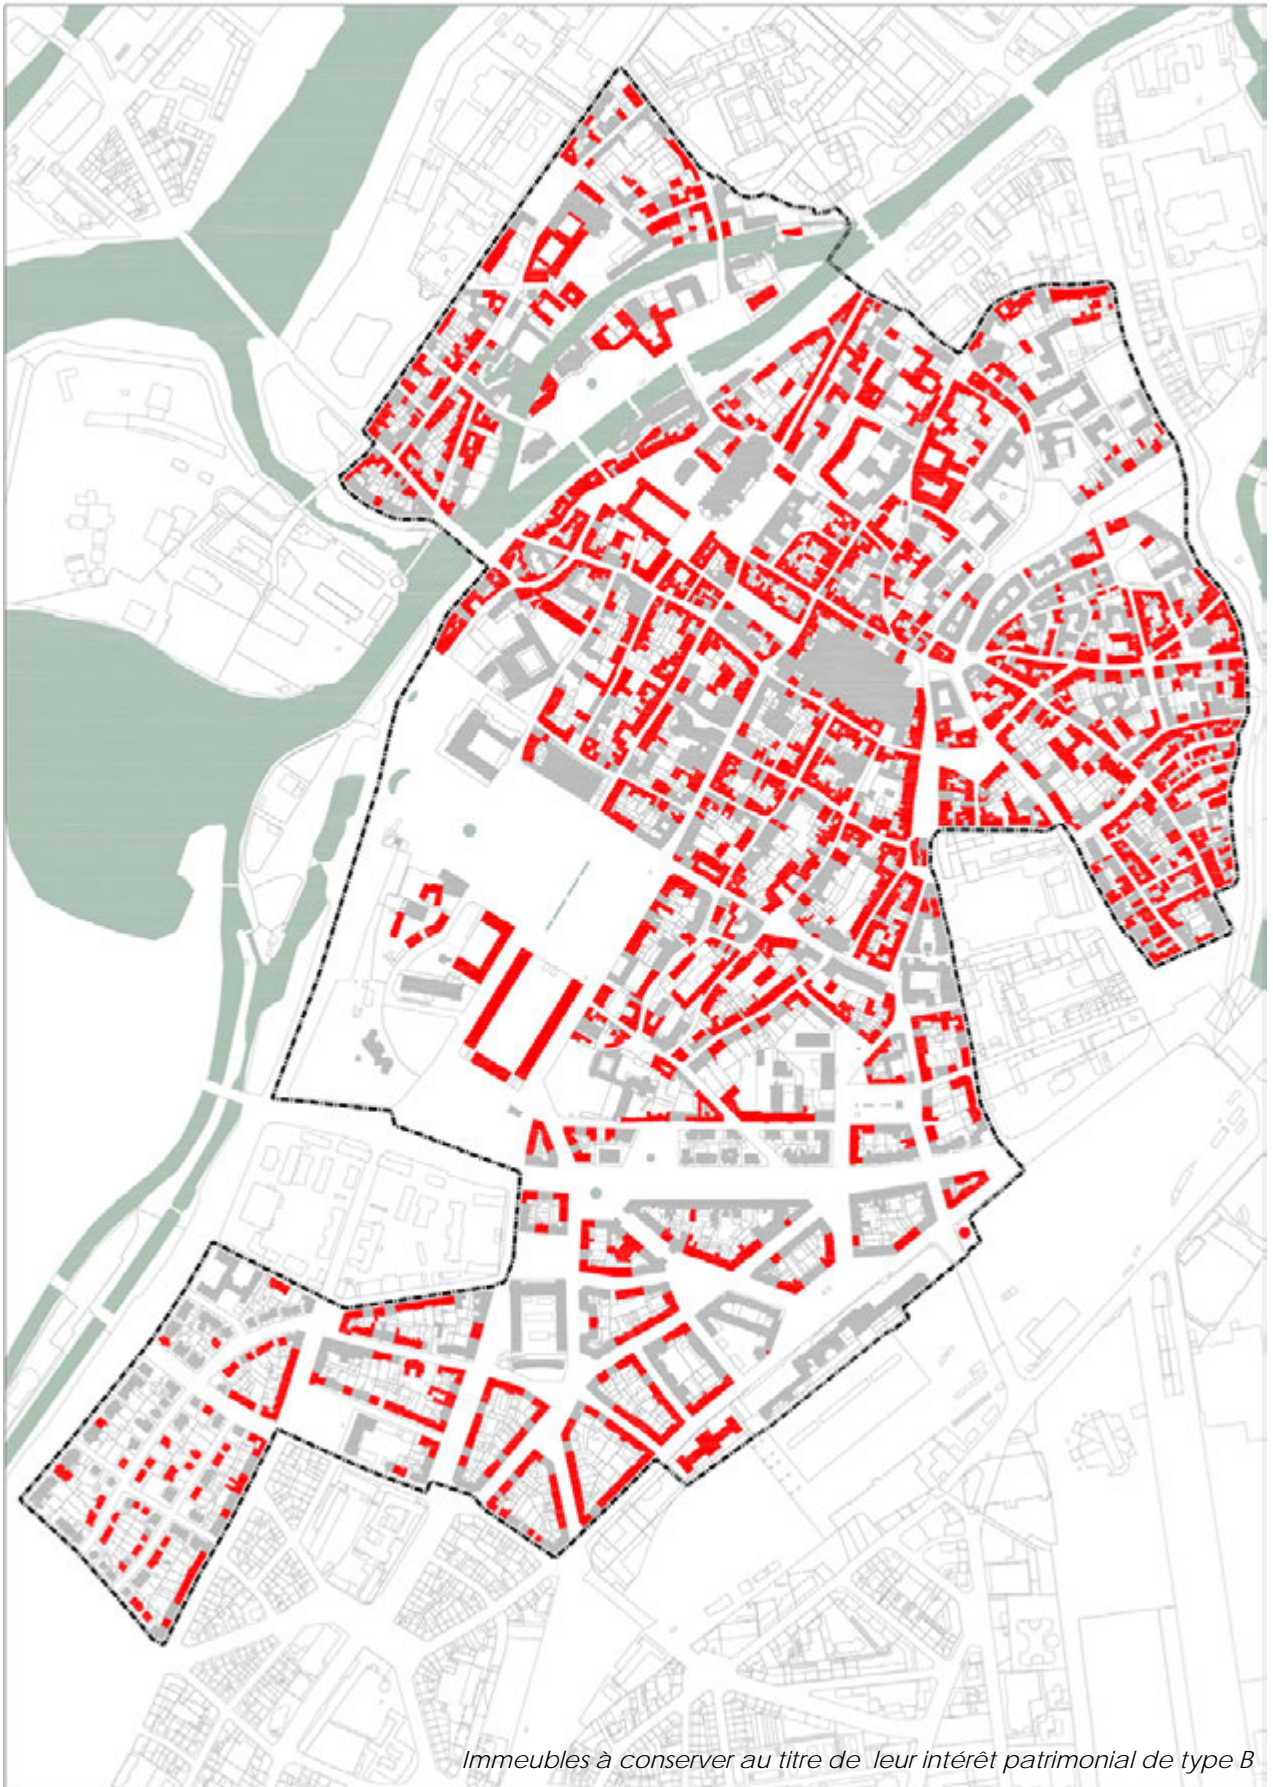 Immeubles à conserver au titre de leur intérêt patrimonial de type B